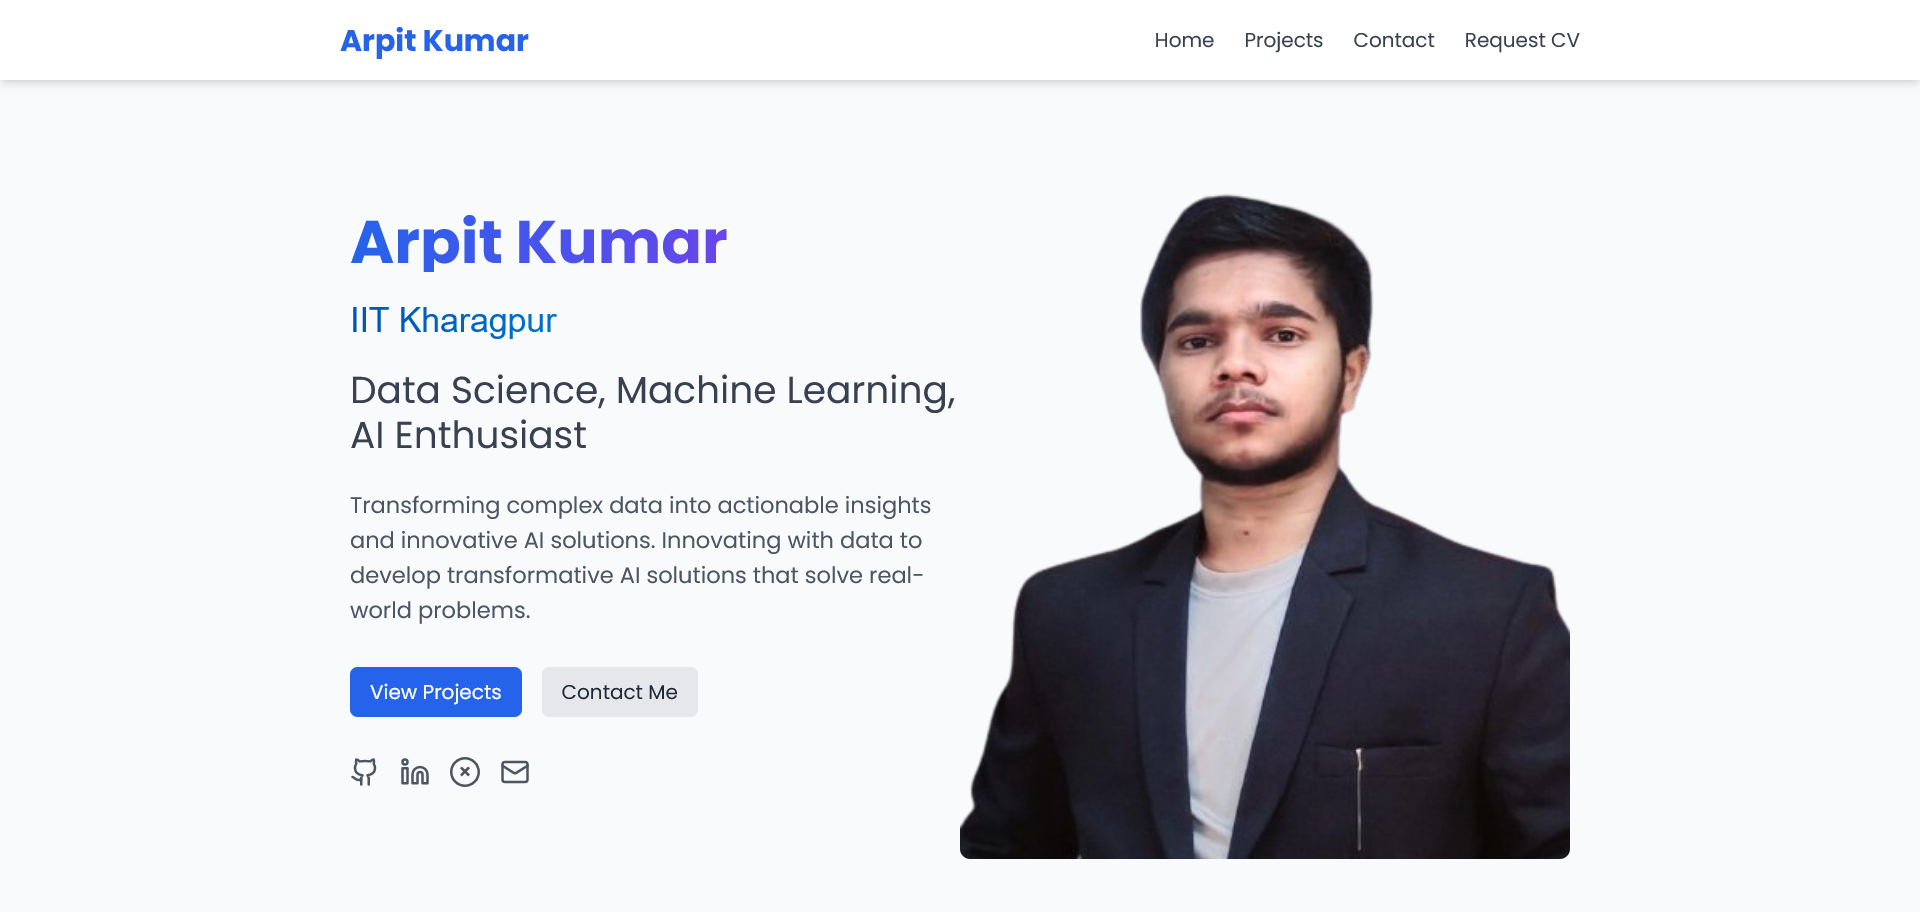 Arpit Kumar
Home Projects Contact Request CV
Arpit Kumar
IIT Kharagpur
Data Science, Machine Learning,
AI Enthusiast
Transforming complex data into actionable insights
and innovative AI solutions. Innovating with data to
develop transformative AI solutions that solve real-
world problems.
View Projects Contact Me